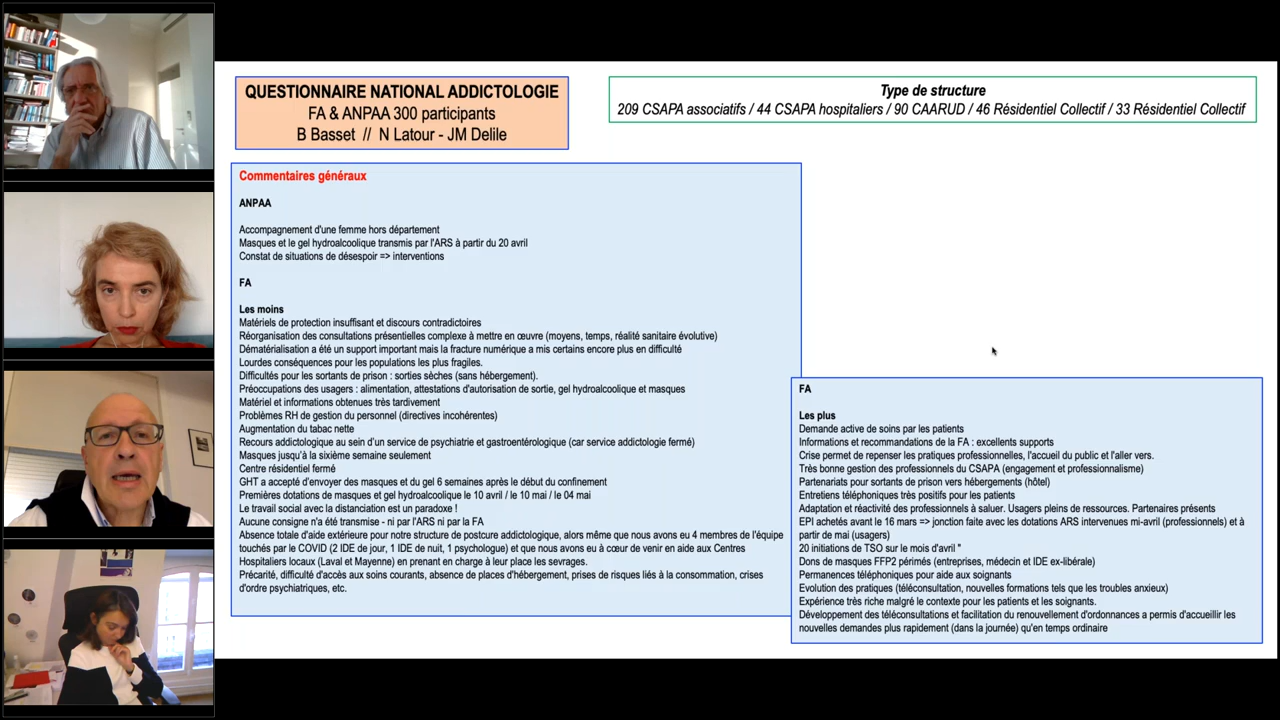 QUESTIONNAIRE NATIONAL ADDICTOLOGIE
FA & ANPAA 300 participants
B Basset // N Latour - JM Delile
Type de structure
209 CSAPA associatifs / 44 CSAPA hospitaliers / 90 CAARUD / 46 Résidentiel Collectif / 33 Résidentiel Collectif
Commentaires généraux
ANPAA
Accompagnement d'une femme hors département
Masques et le gel hydroalcoolique transmis par l'ARS à partir du 20 avril
Constat de situations de désespoir => interventions
FA
Les moins
Matériels de protection insuffisant et discours contradictoires
Réorganisation des consultations présentielles complexe à mettre en œuvre (moyens, temps, réalité sanitaire évolutive)
Dématérialisation a été un support important mais la fracture numérique a mis certains encore plus en difficulté
Lourdes conséquences pour les populations les plus fragiles.
Difficultés pour les sortants de prison : sorties sèches (sans hébergement).
Préoccupations des usagers : alimentation, attestations d'autorisation de sortie, gel hydroalcoolique et masques
Matériel et informations obtenues très tardivement
Problèmes RH de gestion du personnel (directives incohérentes)
Augmentation du tabac nette
Recours addictologique au sein d'un service de psychiatrie et gastroentérologique (car service addictologie fermé)
Masques jusqu'à la sixième semaine seulement
Centre résidentiel fermé
GHT a accepté d'envoyer des masques et du gel 6 semaines après le début du confinement
Premières dotations de masques et gel hydroalcoolique le 10 avril / le 10 mai / le 04 mai
Le travail social avec la distanciation est un paradoxe !
Aucune consigne n'a été transmise - ni par l'ARS ni par la FA
Absence totale d'aide extérieure pour notre structure de postcure addictologique, alors même que nous avons eu 4 membres de l'équipe
touchés par le COVID (2 IDE de jour, 1 IDE de nuit, 1 psychologue) et que nous avons eu à cœur de venir en aide aux Centres
Hospitaliers locaux (Laval et Mayenne) en prenant en charge à leur place les sevrages.
Précarité, difficulté d'accès aux soins courants, absence de places d'hébergement, prises de risques liés à la consommation, crises
d'ordre psychiatriques, etc.
FA
Les plus
Demande active de soins par les patients
Informations et recommandations de la FA : excellents supports
Crise permet de repenser les pratiques professionnelles, l'accueil du public et l'aller vers.
Très bonne gestion des professionnels du CSAPA (engagement et professionnalisme)
Partenariats pour sortants de prison vers hébergements (hôtel)
Entretiens téléphoniques très positifs pour les patients
Adaptation et réactivité des professionnels à saluer. Usagers pleins de ressources. Partenaires présents
EPI achetés avant le 16 mars => jonction faite avec les dotations ARS intervenues mi-avril (professionnels) et à
partir de mai (usagers)
20 initiations de TSO sur le mois d'avril "
Dons de masques FFP2 périmés (entreprises, médecin et IDE ex-libérale)
Permanences téléphoniques pour aide aux soignants
Evolution des pratiques (téléconsultation, nouvelles formations tels que les troubles anxieux)
Expérience très riche malgré le contexte pour les patients et les soignants.
Développement des téléconsultations et facilitation du renouvellement d'ordonnances a permis d'accueillir les
nouvelles demandes plus rapidement (dans la journée) qu'en temps ordinaire